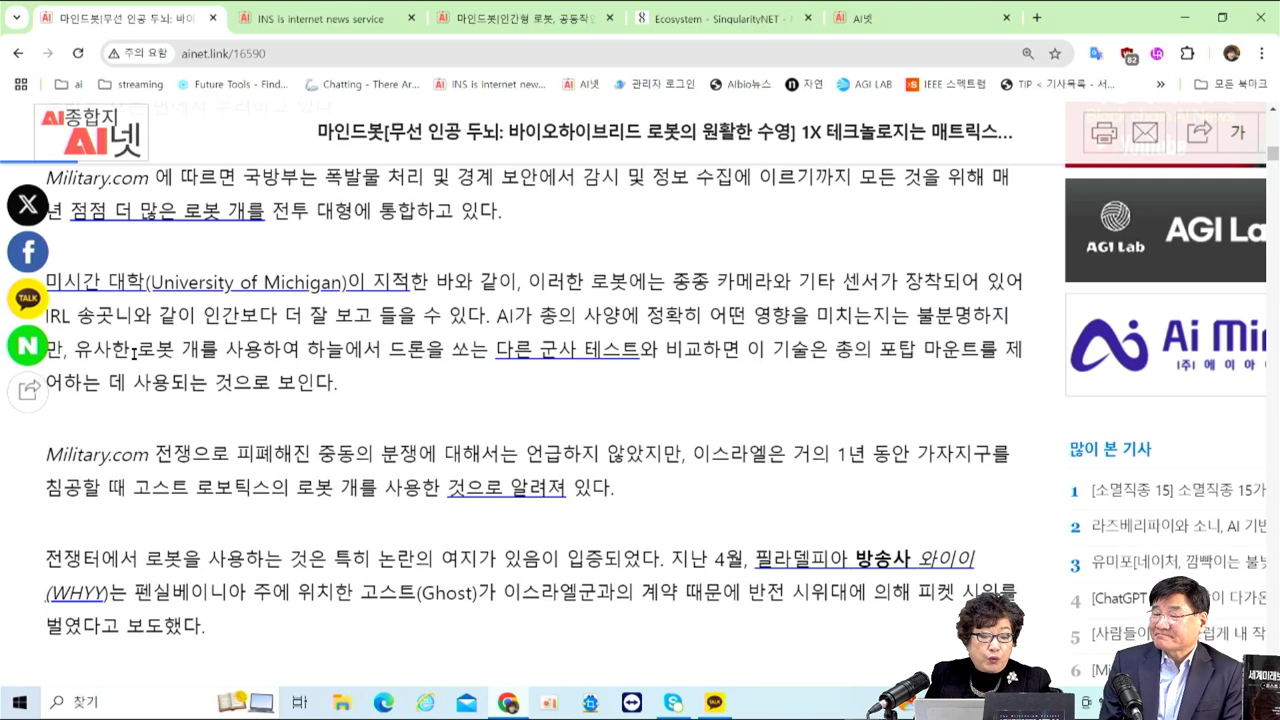 마인드봇[무선 인공 두뇌: 바이
INS is internet news service
마인드봇[인간형 로봇, 공동작업
Ecosystem - SingularityNET -
AI넷
주의 요함
ainet.link/16590
82
ai
streaming
Future Tools - Find...
Chatting - There Ar...
INS is internet new...
AI넷
관리자 로그인
AIbio뉴스
자연
AGI LAB
IEEE 스펙트럼
TIP < 기사목록 - 서...
모든 북마크
AI종합지
AI넷
마인드봇[무선 인공 두뇌: 바이오하이브리드 로봇의 원활한 수영] 1X 테크놀로지는 매트릭스...
가
Military.com 에 따르면 국방부는 폭발물 처리 및 경계 보안에서 감시 및 정보 수집에 이르기까지 모든 것을 위해 매
년 점점 더 많은 로봇 개를 전투 대형에 통합하고 있다.
미시간 대학(University of Michigan)이 지적한 바와 같이, 이러한 로봇에는 종종 카메라와 기타 센서가 장착되어 있어
IRL 송곳니와 같이 인간보다 더 잘 보고 들을 수 있다. AI가 총의 사양에 정확히 어떤 영향을 미치는지는 불분명하지
만, 유사한 로봇 개를 사용하여 하늘에서 드론을 쏘는 다른 군사 테스트와 비교하면 이 기술은 총의 포탑 마운트를 제
어하는 데 사용되는 것으로 보인다.
Military.com 전쟁으로 피폐해진 중동의 분쟁에 대해서는 언급하지 않았지만, 이스라엘은 거의 1년 동안 가자지구를
침공할 때 고스트 로보틱스의 로봇 개를 사용한 것으로 알려져 있다.
전쟁터에서 로봇을 사용하는 것은 특히 논란의 여지가 있음이 입증되었다. 지난 4월, 필라델피아 방송사 와이이
(WHYY)는 펜실베이니아 주에 위치한 고스트(Ghost)가 이스라엘군과의 계약 때문에 반전 시위대에 의해 피켓 시위를
벌였다고 보도했다.
TALK
N
AGI Lab
AGI La
Ai Mi
(주) 에 이 아
많이 본 기사
1 [소멸직종 15] 소멸직종 15가
2 라즈베리파이와 소니, AI 기반
3 유미포[네이처, 깜빡이는 불빛
4 [ChatGPT
5 [사람들이
6 [Mi
찾기
TALK
세계미래보